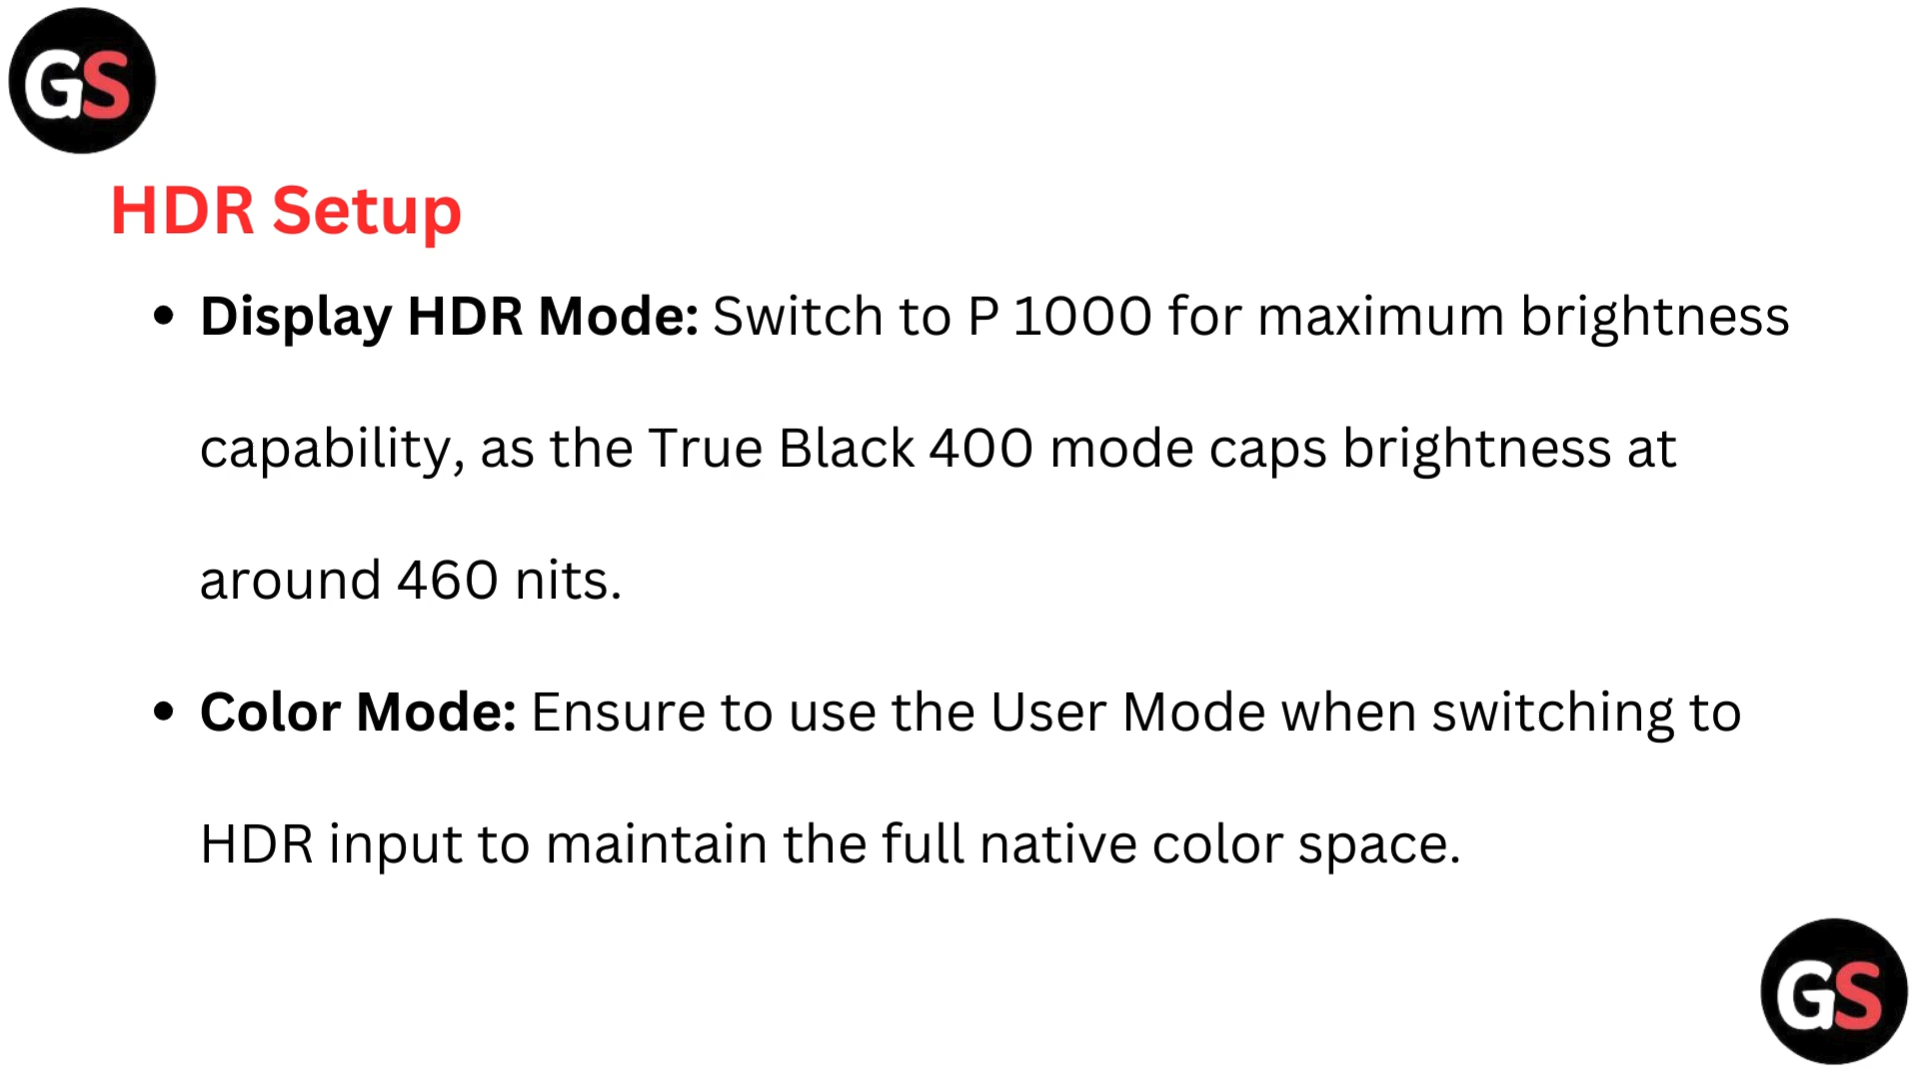 GS
HDR Setup
• Display HDR Mode: Switch to P 1000 for maximum brightness
capability, as the True Black 400 mode caps brightness at
around 460 nits.
• Color Mode: Ensure to use the User Mode when switching to
HDR input to maintain the full native color space.
GS